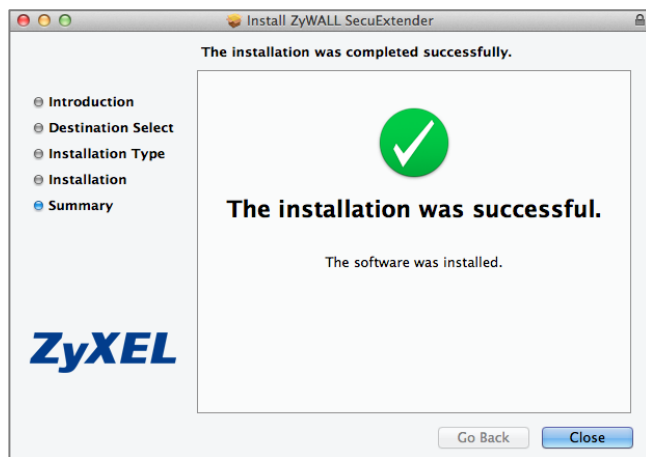 Install ZyWALL SecuExtender
The installation was completed successfully.
Introduction
Destination Select
Installation Type
Installation
Summary
The installation was successful.
The software was installed.
ZyXEL
Go Back
Close